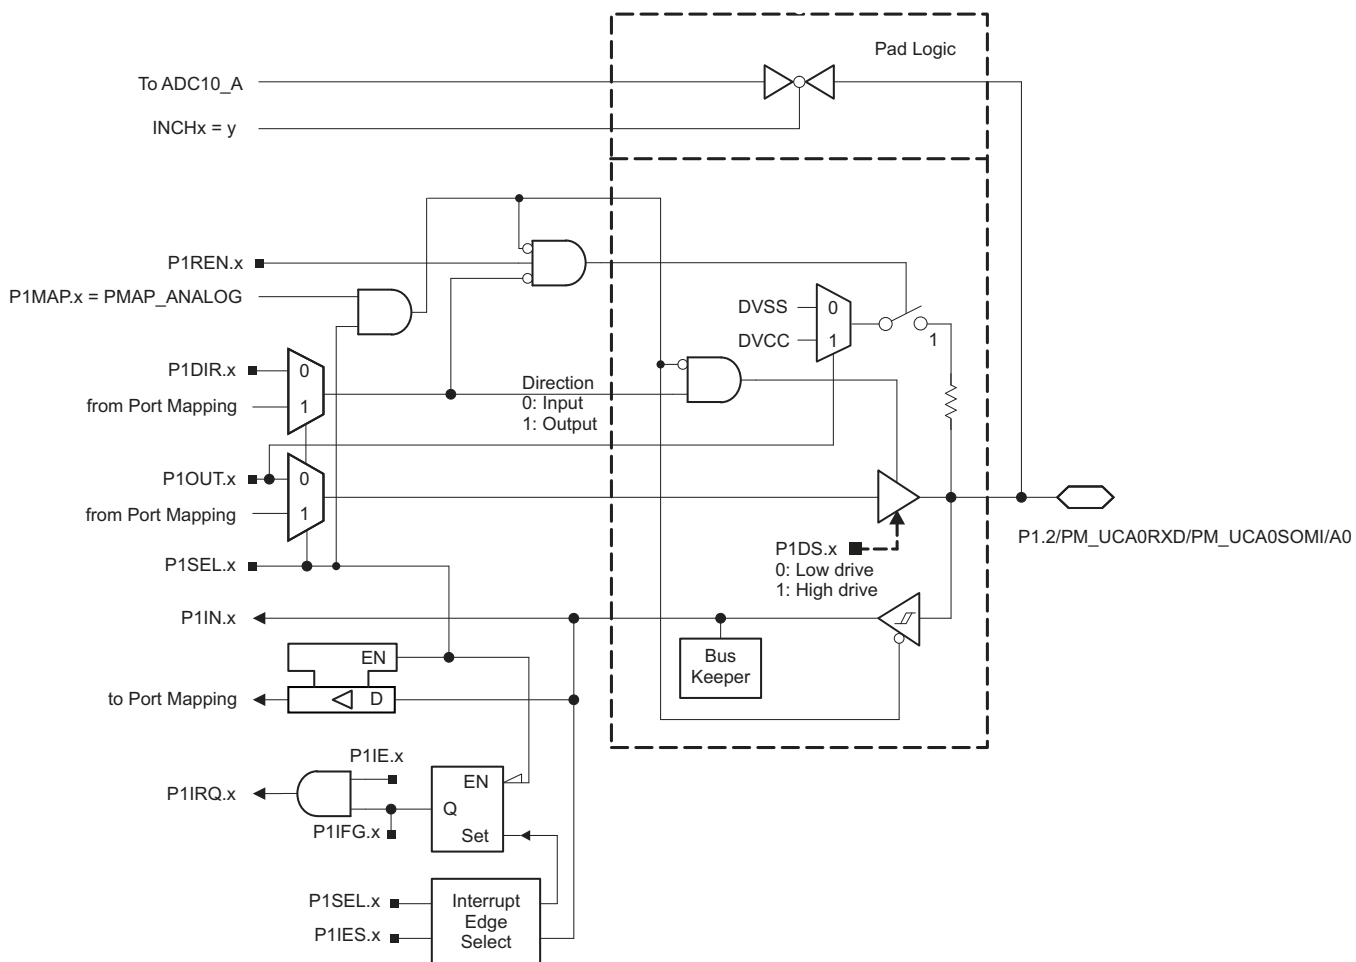 Pad Logic
To ADC10_A
INCHx = y
P1REN.x
P1MAP.x = PMAP_ANALOG
DVSS
0
DVCC
1
1
P1DIR.x
0
from Port Mapping
1
Direction
0: Input
1: Output
P1OUT.x
0
from Port Mapping
1
P1SEL.x
P1DS.x
0: Low drive
1: High drive
P1.2/PM_UCA0RXD/PM_UCA0SOMI/A0
P1IN.x
Bus
Keeper
EN
to Port Mapping
D
P1IE.x
P1IRQ.x
EN
Q
P1IFG.x
Set
P1SEL.x
P1IES.x
Interrupt
Edge
Select